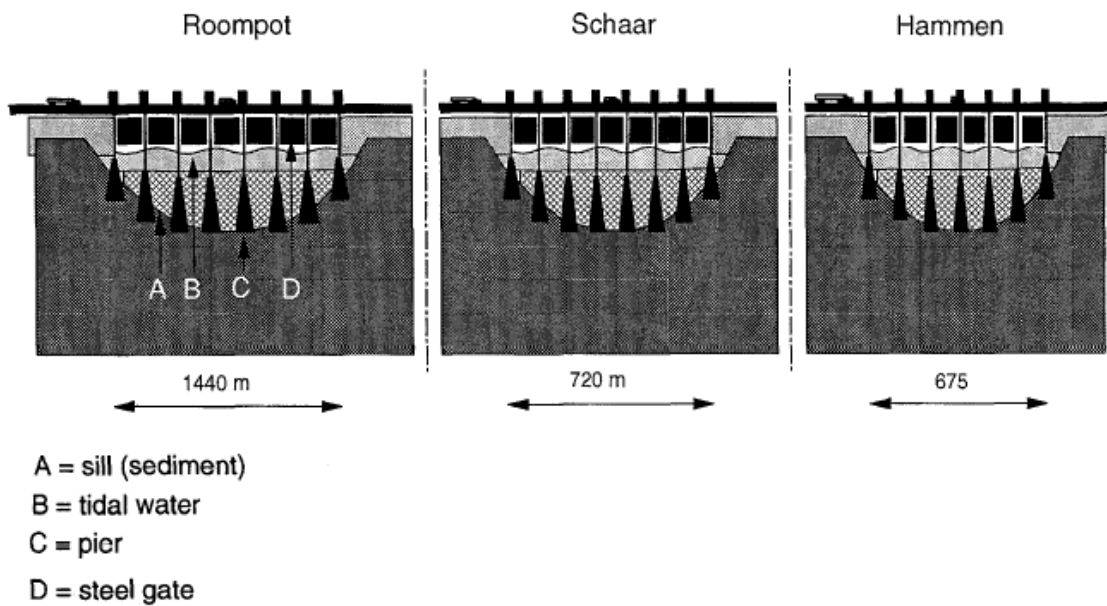 Roompot Schaar Hammen
A B C D
1440 m 720 m 675
A = sill (sediment)
B = tidal water
C = pier
D = steel gate